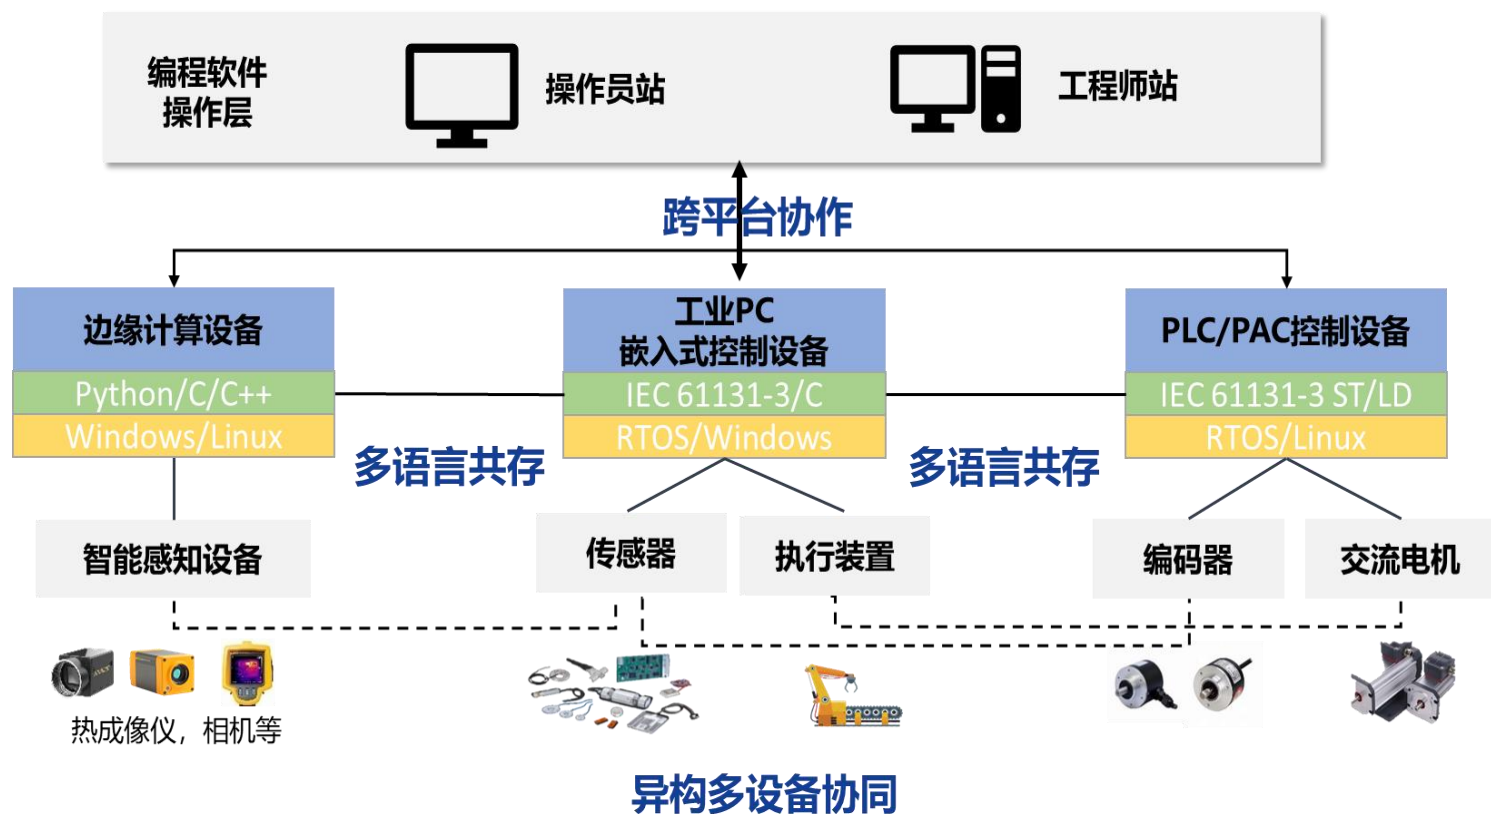 编程软件
操作层
操作员站
工程师站
跨平台协作
边缘计算设备
工业PC
嵌入式控制设备
PLC/PAC控制设备
Python/C/C++
IEC 61131-3/C
IEC 61131-3 ST/LD
Windows/Linux
RTOS/Windows
RTOS/Linux
多语言共存
多语言共存
智能感知设备
传感器
执行装置
编码器
交流电机
热成像仪，相机等
异构多设备协同